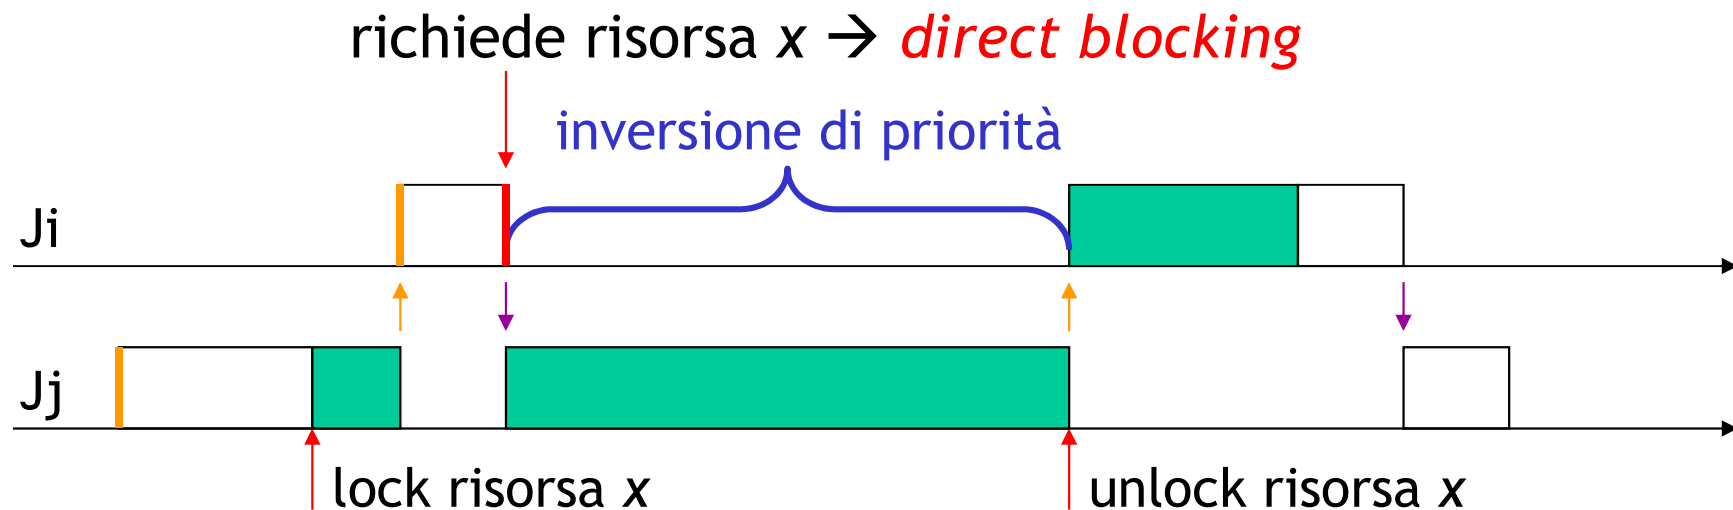 richiede risorsa x → direct blocking
inversione di priorità
Ji
Jj
lock risorsa x
unlock risorsa x